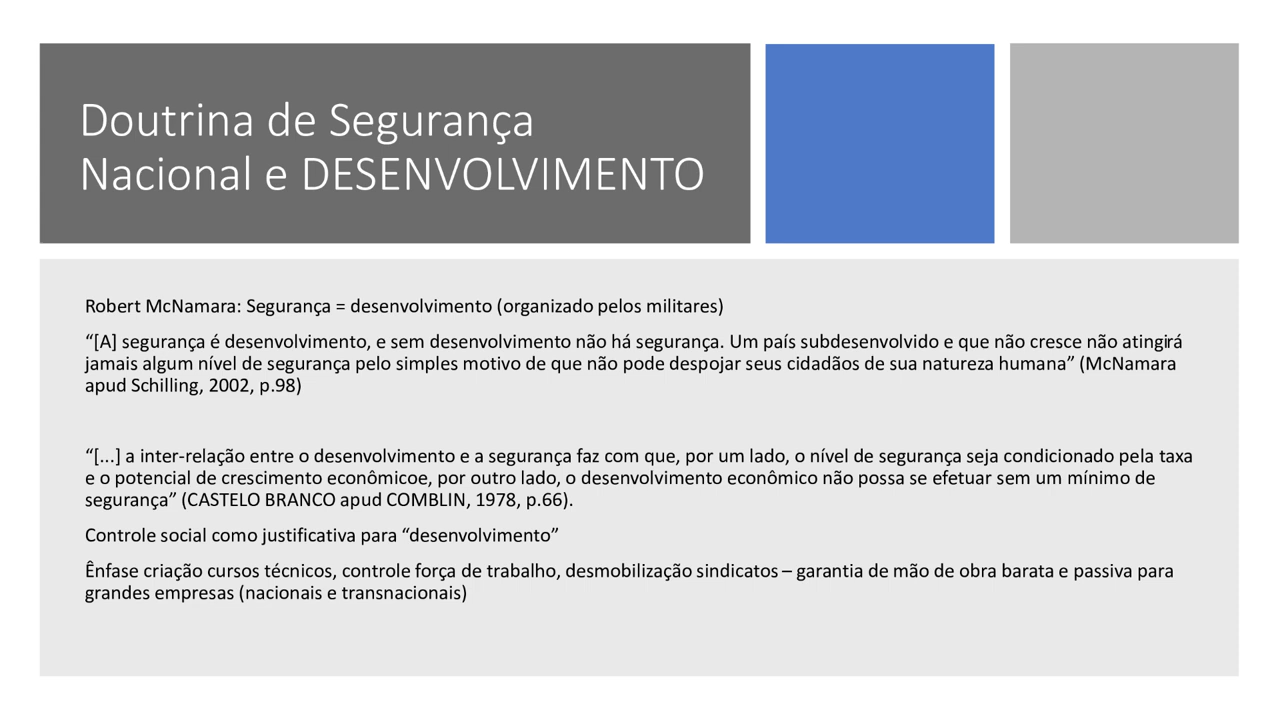 Doutrina de Segurança
Nacional e DESENVOLVIMENTO
Robert McNamara: Segurança = desenvolvimento (organizado pelos militares)
“[A] segurança é desenvolvimento, e sem desenvolvimento não há segurança. Um país subdesenvolvido e que não cresce não atingirá
jamais algum nível de segurança pelo simples motivo de que não pode despojar seus cidadãos de sua natureza humana” (McNamara
apud Schilling, 2002, p.98)
“[...] a inter-relação entre o desenvolvimento e a segurança faz com que, por um lado, o nível de segurança seja condicionado pela taxa
e o potencial de crescimento econômicoe, por outro lado, o desenvolvimento econômico não possa se efetuar sem um mínimo de
segurança” (CASTELO BRANCO apud COMBLIN, 1978, p.66).
Controle social como justificativa para “desenvolvimento”
Ênfase criação cursos técnicos, controle força de trabalho, desmobilização sindicatos – garantia de mão de obra barata e passiva para
grandes empresas (nacionais e transnacionais)